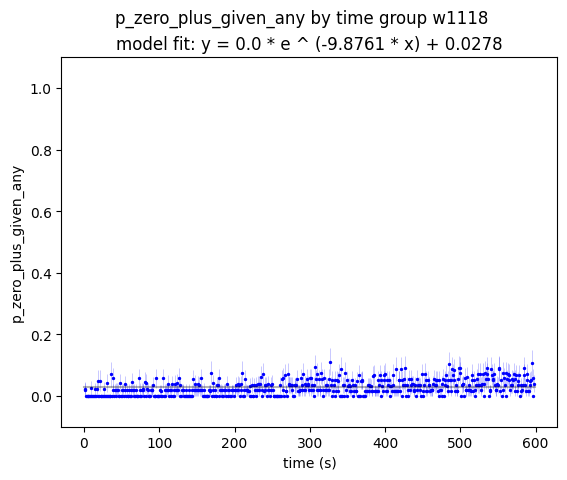 p_zero_plus_given_any by time group w1118
model fit: y = 0.0 * e ^ (-9.8761 * x) + 0.0278
1.0
0.8
0.6
0.4
0.2
0.0
p_zero_plus_given_any
0 100 200 300 400 500 600
time (s)